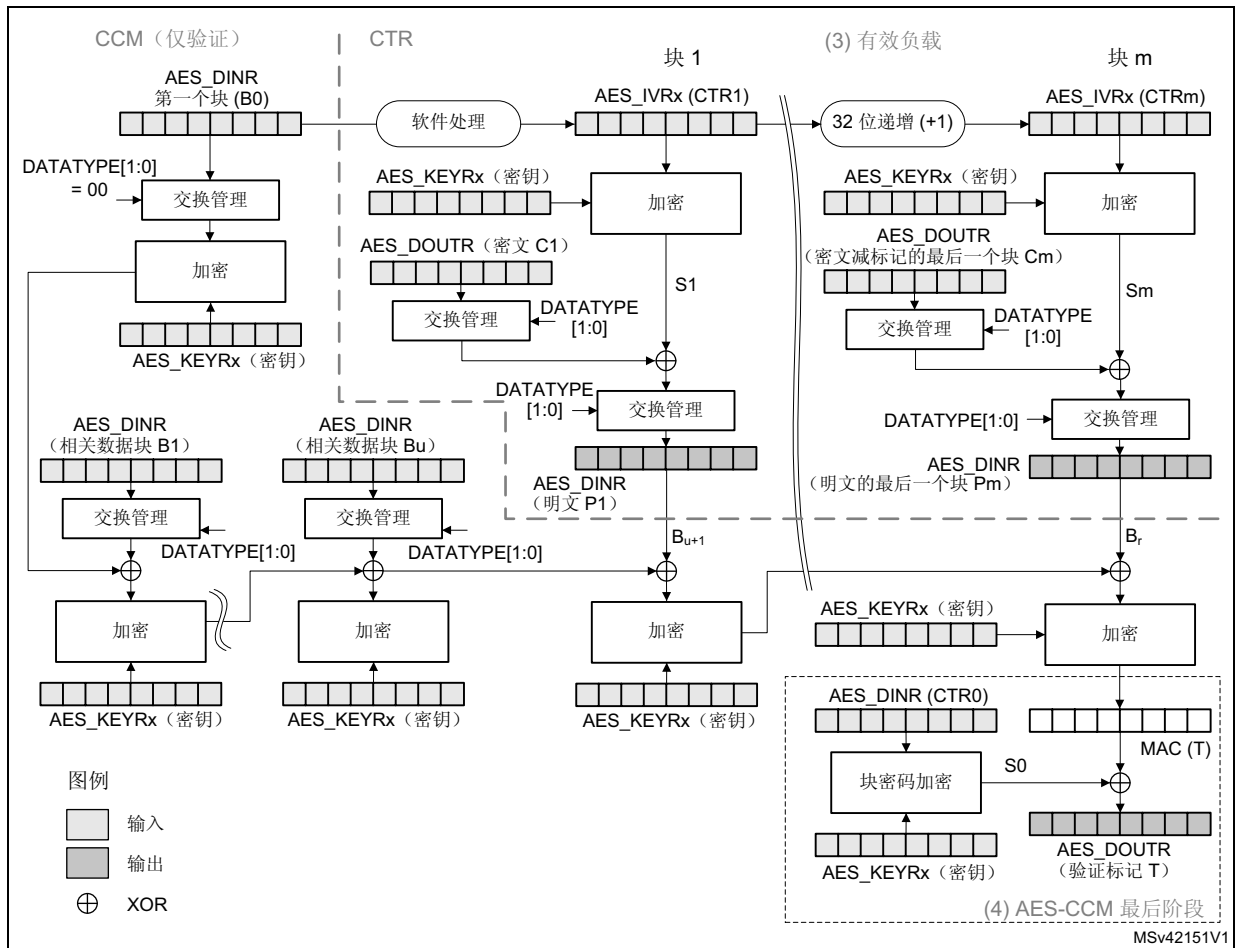 CCM（仅验证）
CTR
(3) 有效负载
块 1
块 m
AES_DINR
第一个块 (B0)
AES_IVRx (CTR1)
AES_IVRx (CTRm)
软件处理
32 位递增 (+1)
DATATYPE[1:0]
= 00
交换管理
AES_KEYRx（密钥）
加密
AES_KEYRx（密钥）
加密
加密
AES_DOUTR（密文 C1）
AES_DOUTR
（密文减标记的最后一个块 Cm）
S1
Sm
交换管理
DATATYPE
[1:0]
交换管理
DATATYPE
[1:0]
AES_KEYRx（密钥）
DATATYPE
[1:0]
交换管理
DATATYPE[1:0]
交换管理
AES_DINR
（相关数据块 B1）
AES_DINR
（相关数据块 Bu）
AES_DINR
（明文 P1）
AES_DINR
（明文的最后一个块 Pm）
交换管理
DATATYPE[1:0]
交换管理
DATATYPE[1:0]
Bu+1
Br
加密
加密
加密
AES_KEYRx（密钥）
加密
AES_KEYRx（密钥）
AES_KEYRx（密钥）
AES_KEYRx（密钥）
AES_DINR (CTR0)
MAC (T)
块密码加密
S0
AES_KEYRx（密钥）
AES_DOUTR
（验证标记 T）
(4) AES-CCM 最后阶段
图例
输入
输出
XOR
MSv42151V1